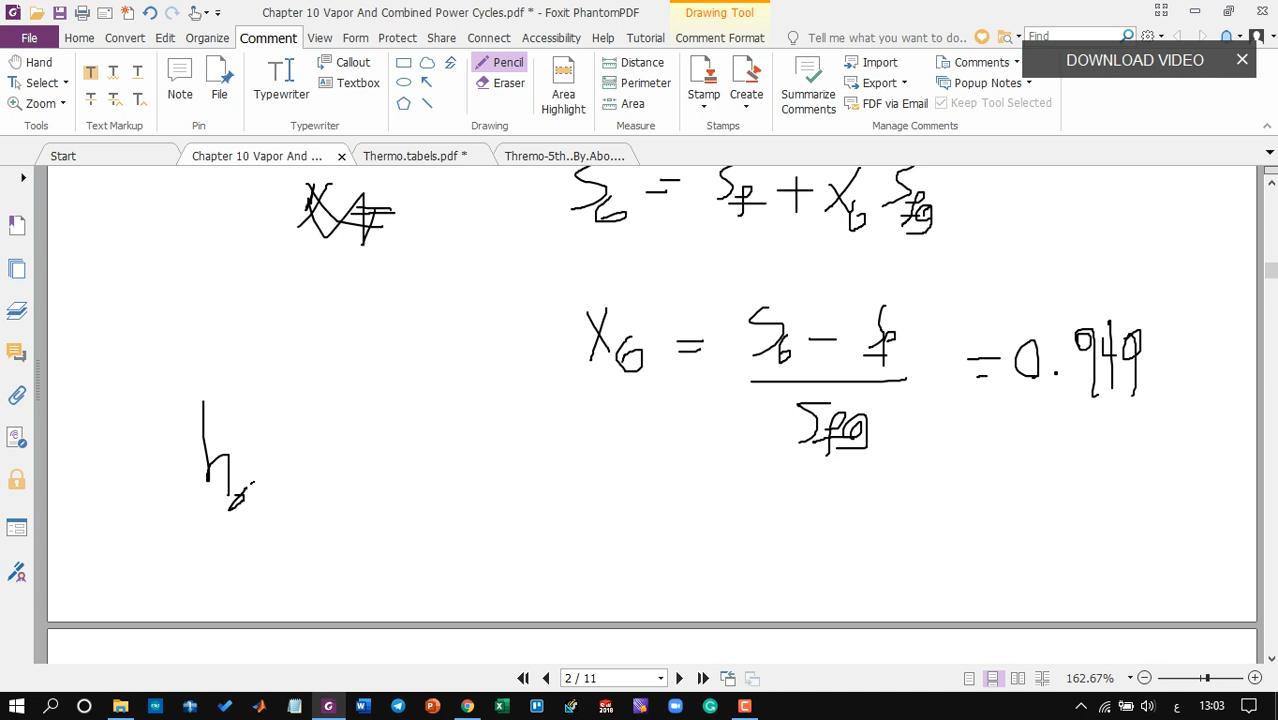 Chapter 10 Vapor And Combined Power Cycles.pdf * - Foxit PhantomPDF
Drawing Tool
File Home Convert Edit Organize Comment View Form Protect Share Connect Accessibility Help Tutorial Comment Format Tell me what you want to do... Find
DOWNLOAD VIDEO
Hand
Select
Zoom
Tools
Text Markup
Note
File
Pin
Typewriter
Callout
Textbox
Typewriter
Pencil
Eraser
Drawing
Area Highlight
Distance
Perimeter
Area
Measure
Stamp
Create
Stamps
Summarize Comments
Import
Export
FDF via Email
Comments
Keep Tool Selected
Manage Comments
Start
Chapter 10 Vapor And ...
Thermo.tabels.pdf *
Thremo-5th..By.Abo....
S6 = Sf + X6 Sfg
X6 = S6 - Sf / Sfg = 0.949
h6
2 / 11
162.67%
13:03